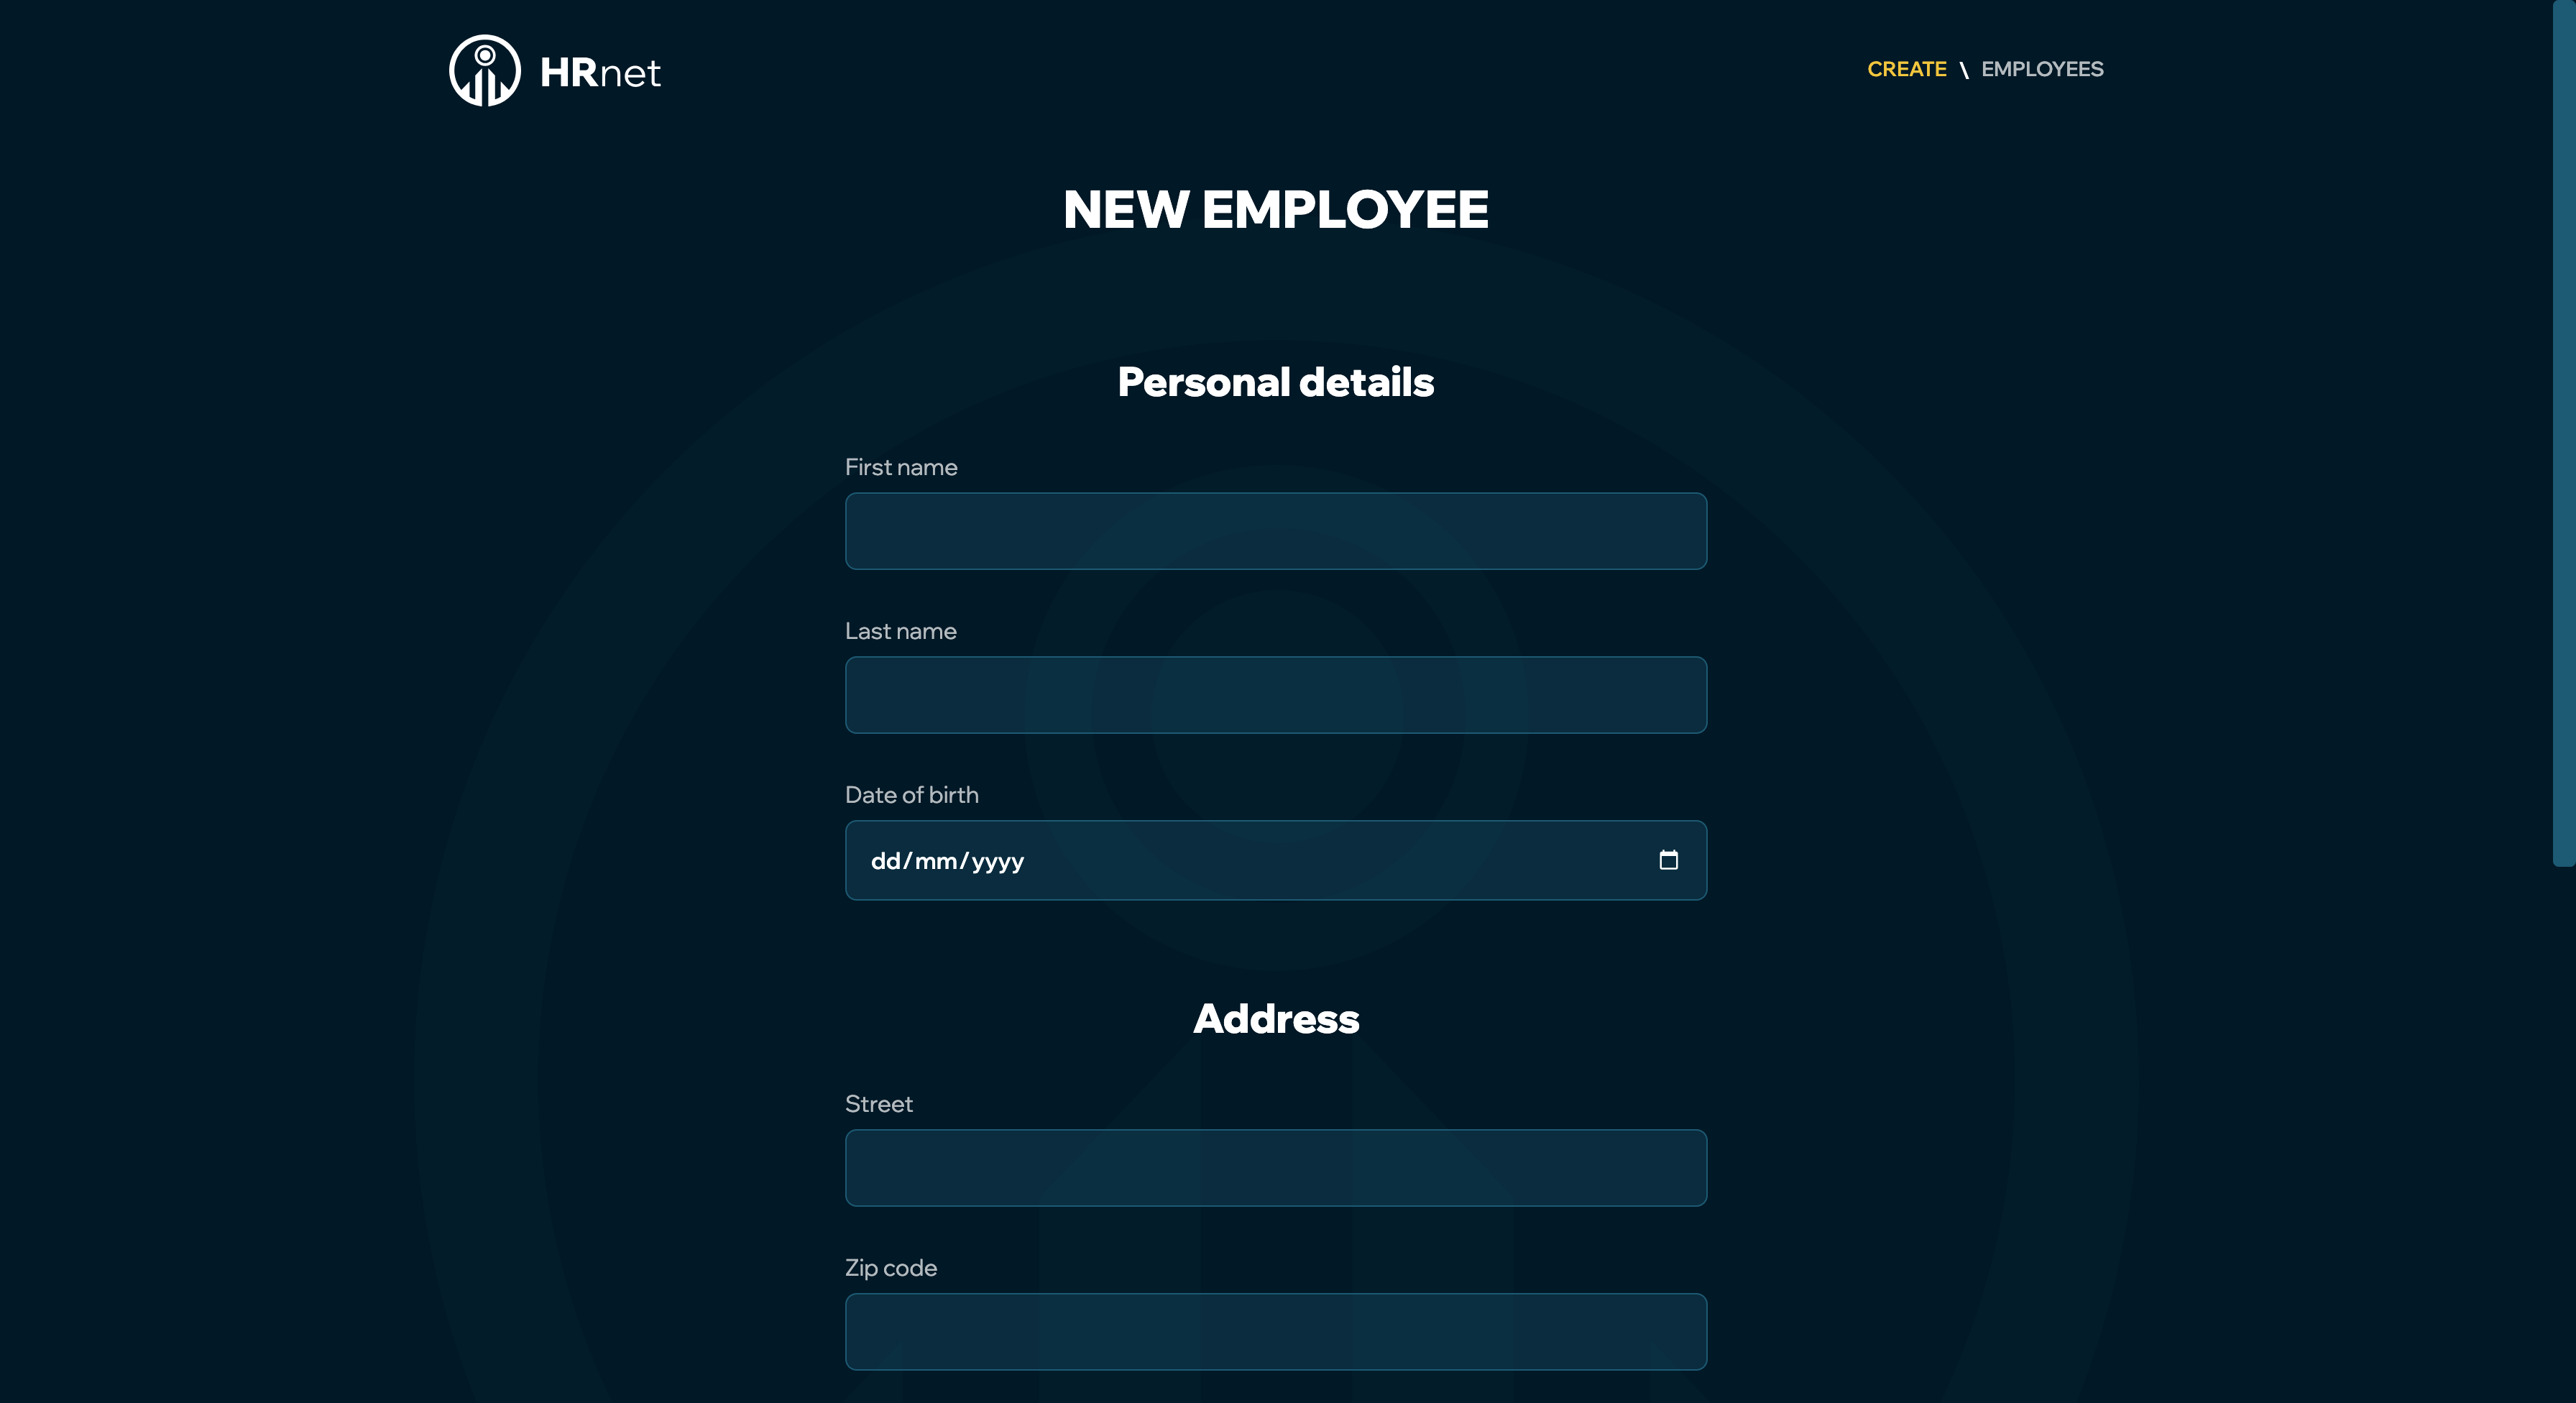 HRnet
CREATE \ EMPLOYEES
NEW EMPLOYEE
Personal details
First name
Last name
Date of birth
dd/mm/yyyy
Address
Street
Zip code